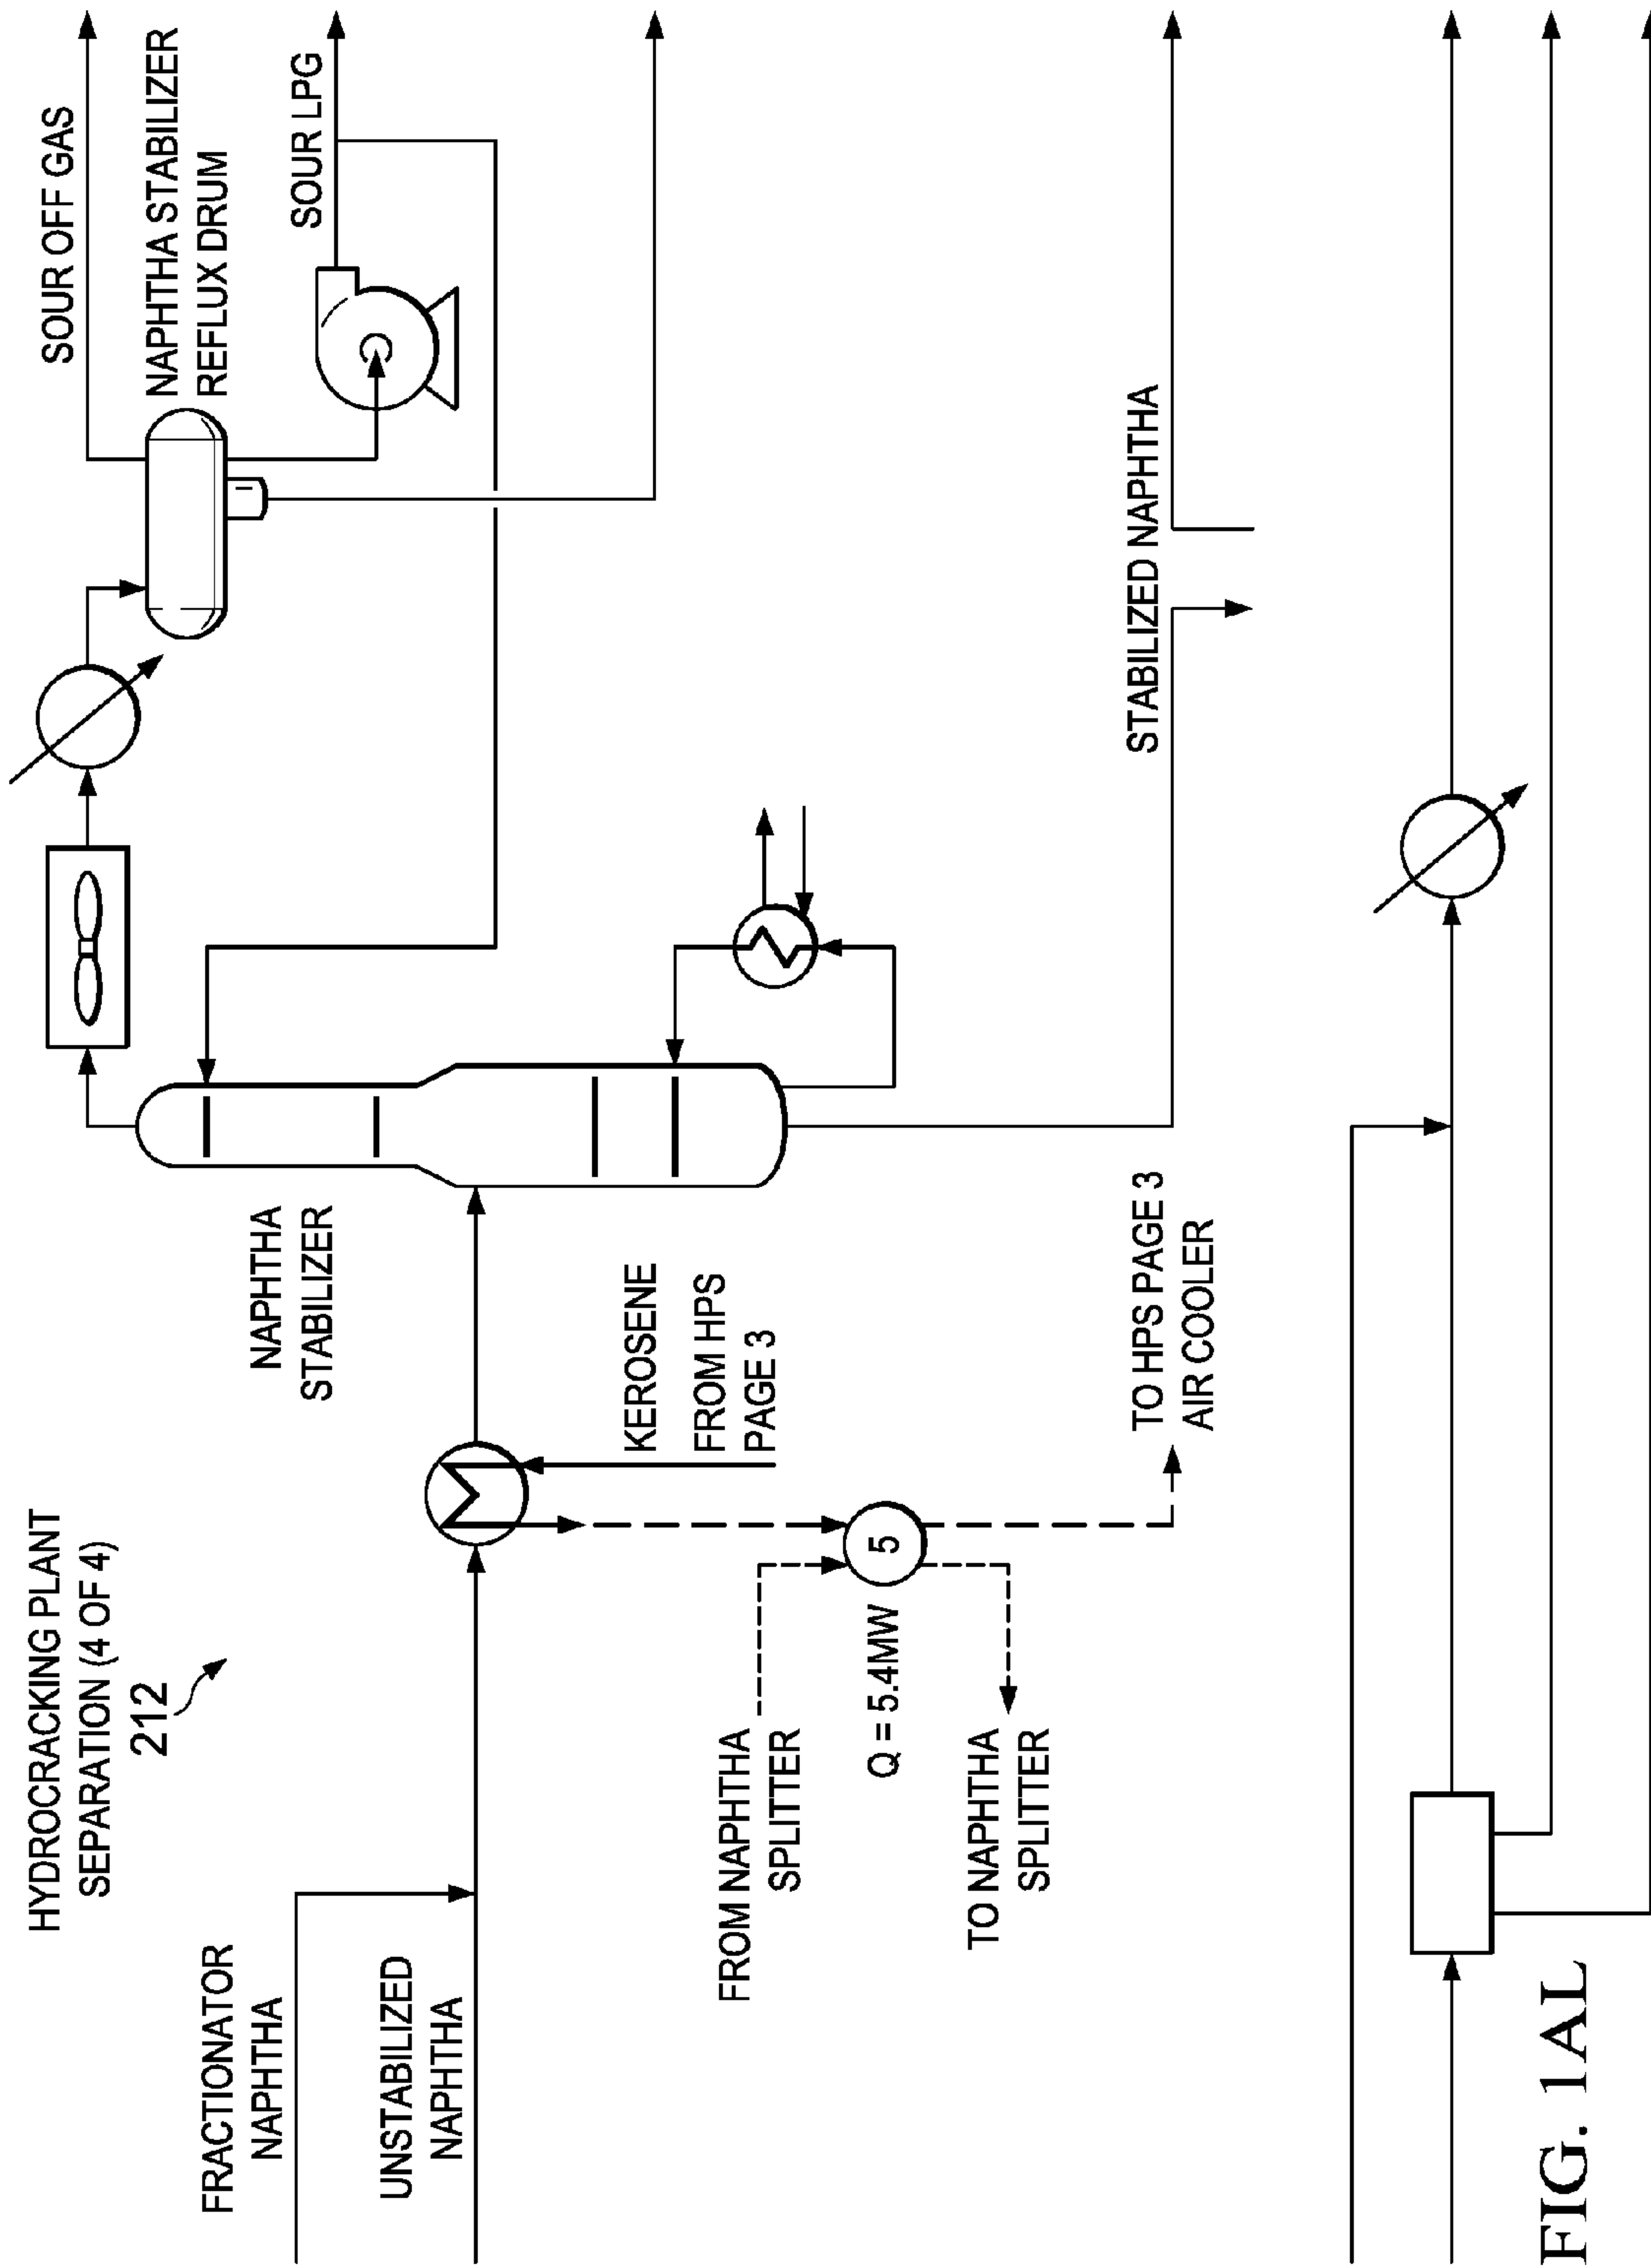 HYDROCRACKING PLANT
SEPARATION (4 OF 4)
212
FRACTIONATOR
NAPHTHA
UNSTABILIZED
NAPHTHA
NAPHTHA
STABILIZER
SOUR OFF GAS
NAPHTHA STABILIZER
REFLUX DRUM
SOUR LPG
KEROSENE
FROM HPS
PAGE 3
FROM NAPHTHA
SPLITTER
5
Q = 5.4MW
TO NAPHTHA
SPLITTER
TO HPS PAGE 3
AIR COOLER
STABILIZED NAPHTHA
FIG. 1AL